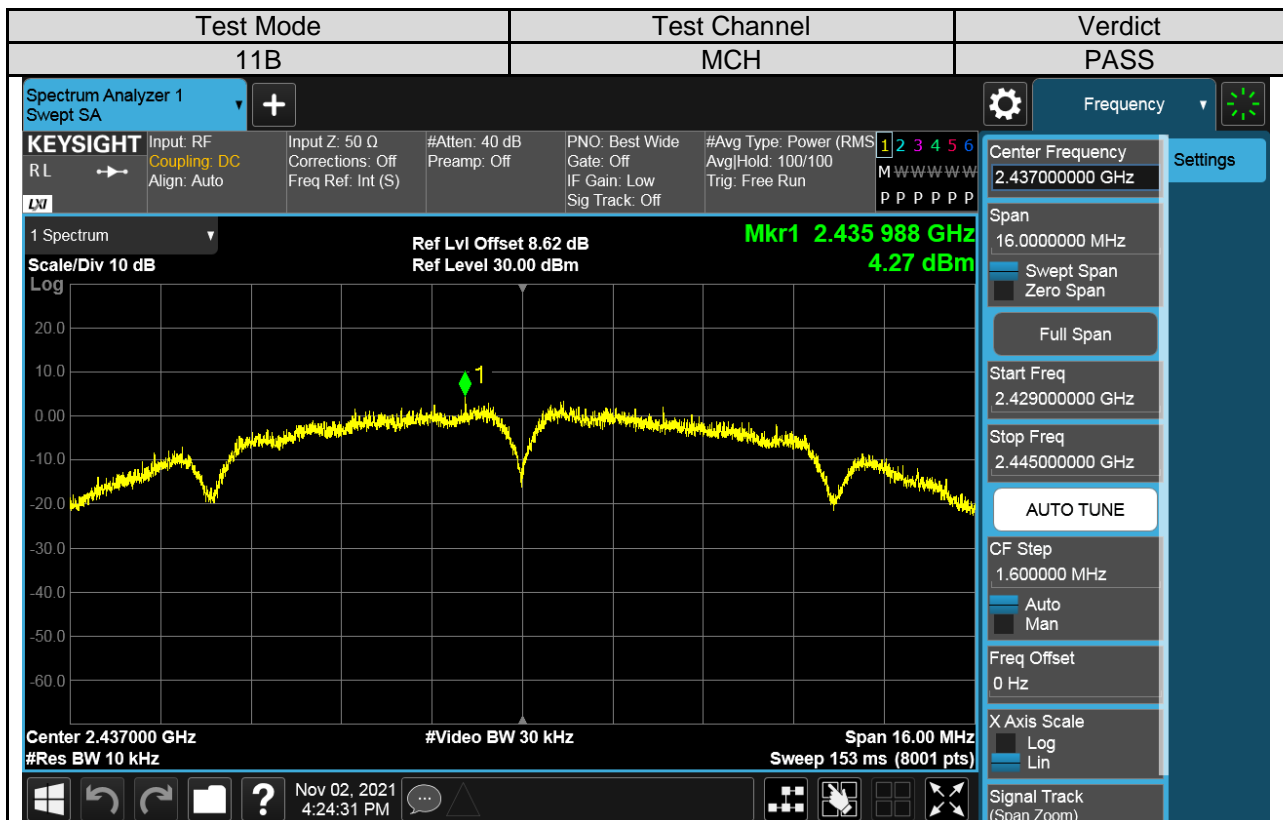 Test Mode Test Channel Verdict
11B MCH PASS
Spectrum Analyzer 1
Swept SA
Frequency
KEYSIGHT Input: RF Input Z: 50 Ω #Atten: 40 dB PNO: Best Wide #Avg Type: Power (RMS 1 2 3 4 5 6
RL Coupling: DC Corrections: Off Preamp: Off Gate: Off Avg|Hold: 100/100 M W W W W W
Align: Auto Freq Ref: Int (S) IF Gain: Low Trig: Free Run
LXI Sig Track: Off P P P P P P
1 Spectrum
Ref Lvl Offset 8.62 dB
Mkr1 2.435 988 GHz
Scale/Div 10 dB Ref Level 30.00 dBm 4.27 dBm
Log
20.0
10.0
1
0.00
-10.0
-20.0
-30.0
-40.0
-50.0
-60.0
Center 2.437000 GHz #Video BW 30 kHz Span 16.00 MHz
#Res BW 10 kHz Sweep 153 ms (8001 pts)
Center Frequency
2.437000000 GHz
Settings
Span
16.0000000 MHz
Swept Span
Zero Span
Full Span
Start Freq
2.429000000 GHz
Stop Freq
2.445000000 GHz
AUTO TUNE
CF Step
1.600000 MHz
Auto
Man
Freq Offset
0 Hz
X Axis Scale
Log
Lin
Signal Track
(Span Zoom)
Nov 02, 2021
4:24:31 PM